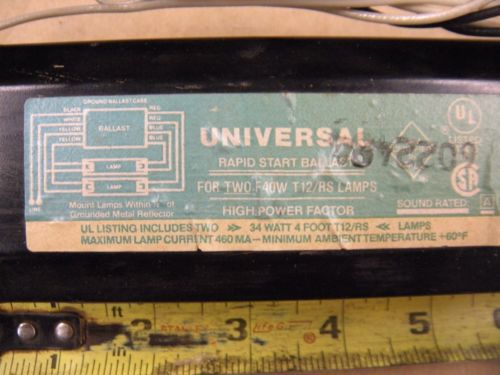 GROUND BALLAST CASE
BLACK
WHITE
YELLOW
YELLOW
BALLAST
RED
RED
BLUE
BLUE
LAMP
LAMP
LINE
Mount Lamps Within of
Grounded Metal Reflector
UNIVERSAL
RAPID START BALLAST
FOR TWO F40W T12/RS LAMPS
HIGH POWER FACTOR
UL
LISTED
SOUND RATED: A
UL LISTING INCLUDES TWO >> 34 WATT 4 FOOT T12/RS << LAMPS
MAXIMUM LAMP CURRENT 460 MA — MINIMUM AMBIENT TEMPERATURE +60°F
1 2 3 4 5 6